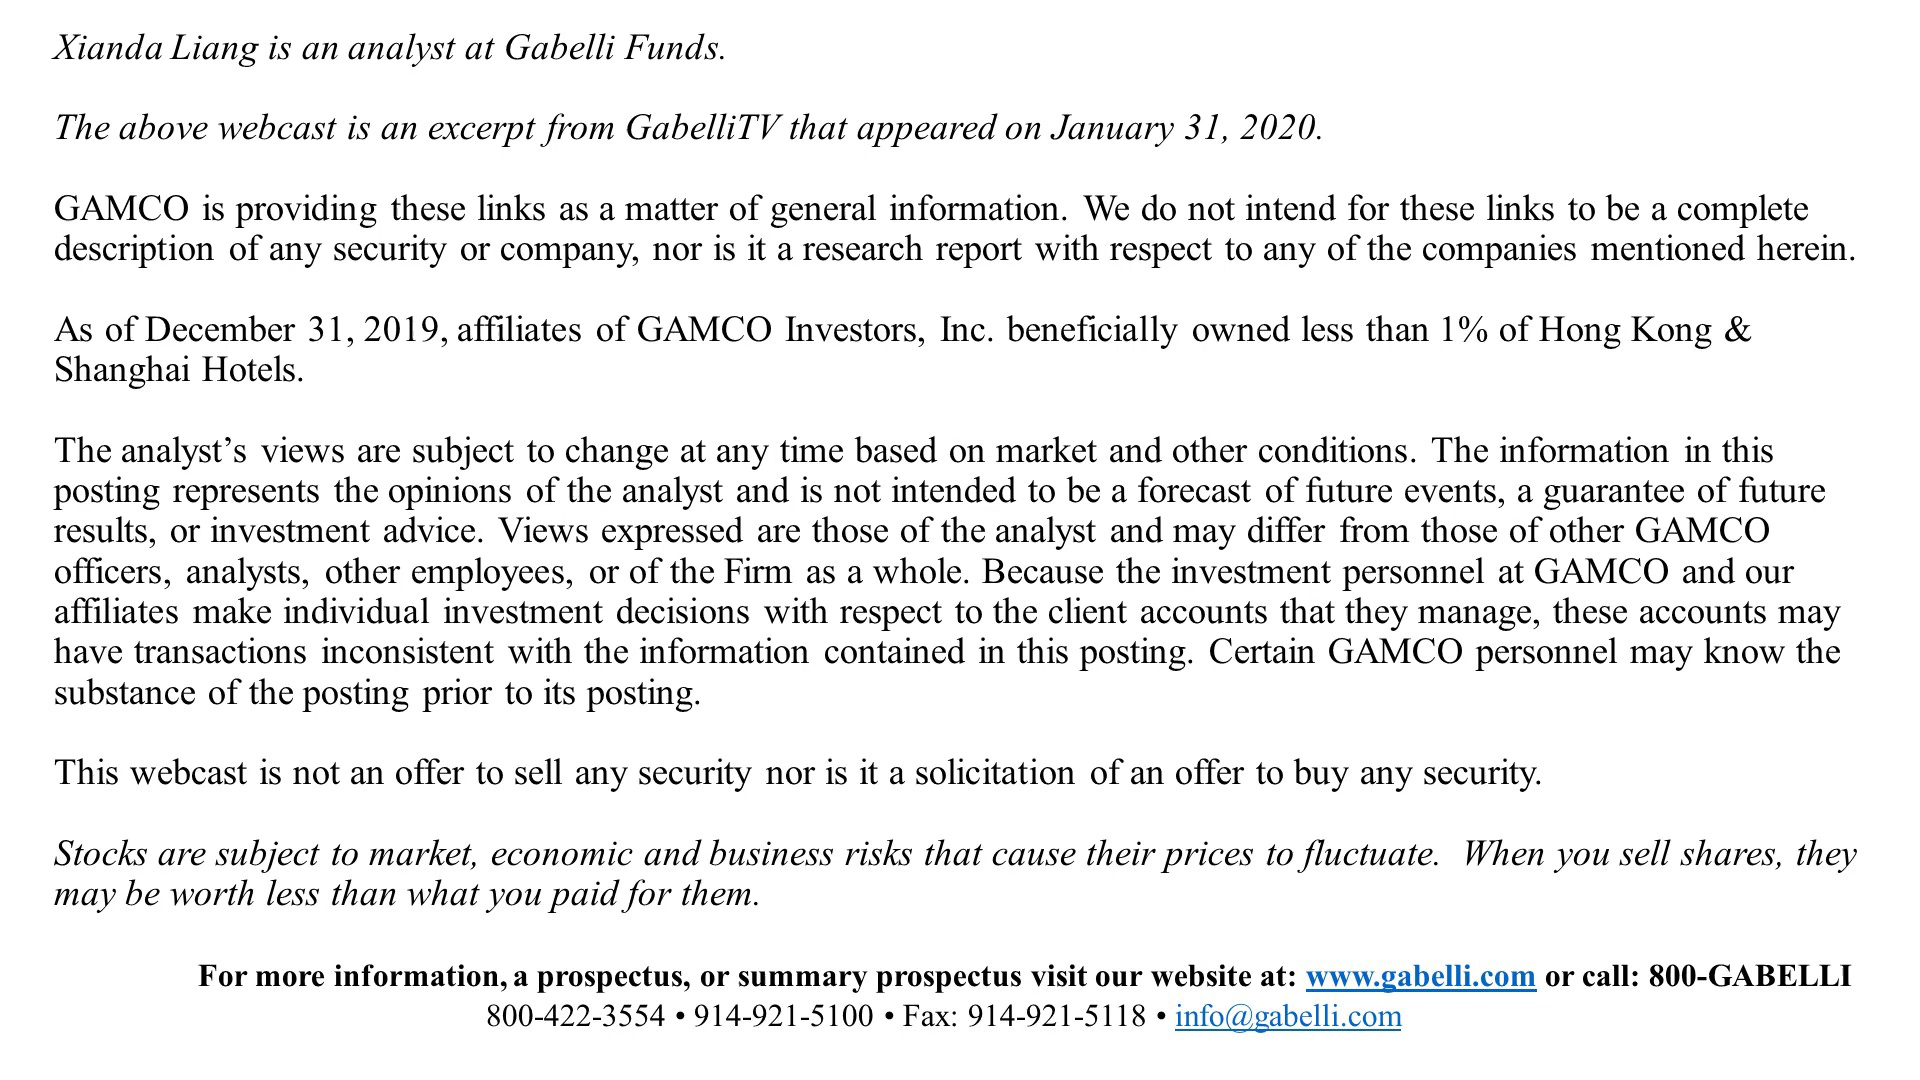 Xianda Liang is an analyst at Gabelli Funds.
The above webcast is an excerpt from GabelliTV that appeared on January 31, 2020.
GAMCO is providing these links as a matter of general information. We do not intend for these links to be a complete
description of any security or company, nor is it a research report with respect to any of the companies mentioned herein.
As of December 31, 2019, affiliates of GAMCO Investors, Inc. beneficially owned less than 1% of Hong Kong &
Shanghai Hotels.
The analyst’s views are subject to change at any time based on market and other conditions. The information in this
posting represents the opinions of the analyst and is not intended to be a forecast of future events, a guarantee of future
results, or investment advice. Views expressed are those of the analyst and may differ from those of other GAMCO
officers, analysts, other employees, or of the Firm as a whole. Because the investment personnel at GAMCO and our
affiliates make individual investment decisions with respect to the client accounts that they manage, these accounts may
have transactions inconsistent with the information contained in this posting. Certain GAMCO personnel may know the
substance of the posting prior to its posting.
This webcast is not an offer to sell any security nor is it a solicitation of an offer to buy any security.
Stocks are subject to market, economic and business risks that cause their prices to fluctuate.  When you sell shares, they
may be worth less than what you paid for them.
For more information, a prospectus, or summary prospectus visit our website at: www.gabelli.com or call: 800-GABELLI
800-422-3554 • 914-921-5100 • Fax: 914-921-5118 • info@gabelli.com